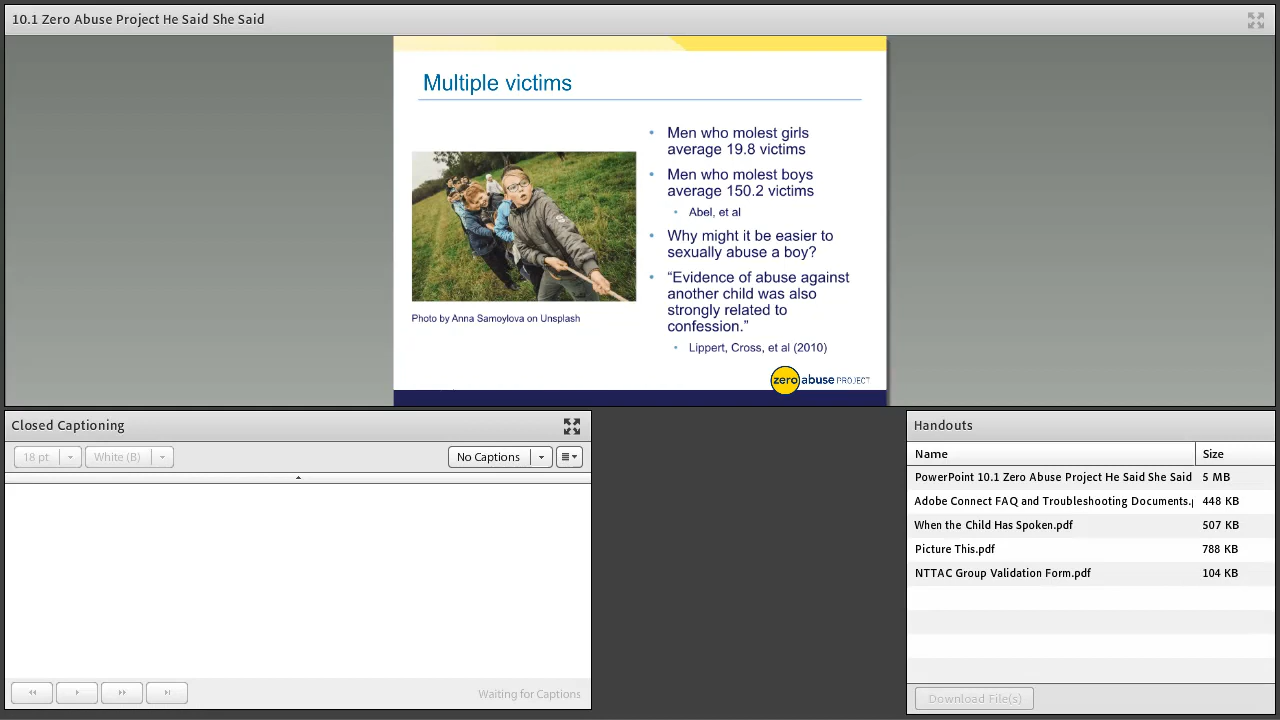 10.1 Zero Abuse Project He Said She Said
Multiple victims
Men who molest girls
average 19.8 victims
Men who molest boys
average 150.2 victims
Abel, et al
Why might it be easier to
sexually abuse a boy?
“Evidence of abuse against
another child was also
strongly related to
confession.”
Lippert, Cross, et al (2010)
Photo by Anna Samoylova on Unsplash
zero abuse PROJECT
Closed Captioning
18 pt White (B) No Captions
Waiting for Captions
Handouts
Name Size
PowerPoint 10.1 Zero Abuse Project He Said She Said 5 MB
Adobe Connect FAQ and Troubleshooting Documents.p 448 KB
When the Child Has Spoken.pdf 507 KB
Picture This.pdf 788 KB
NTTAC Group Validation Form.pdf 104 KB
Download File(s)